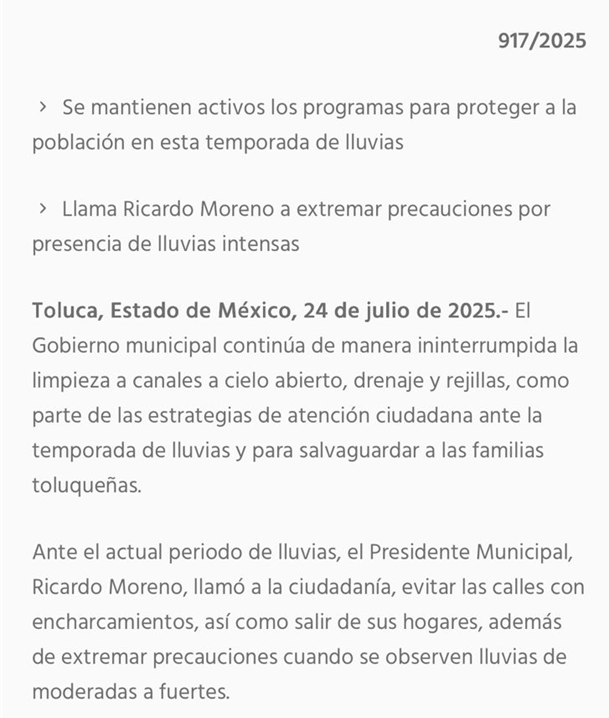 917/2025
> Se mantienen activos los programas para proteger a la
población en esta temporada de lluvias
> Llama Ricardo Moreno a extremar precauciones por
presencia de lluvias intensas
Toluca, Estado de México, 24 de julio de 2025.- El
Gobierno municipal continúa de manera ininterrumpida la
limpieza a canales a cielo abierto, drenaje y rejillas, como
parte de las estrategias de atención ciudadana ante la
temporada de lluvias y para salvaguardar a las familias
toluqueñas.
Ante el actual periodo de lluvias, el Presidente Municipal,
Ricardo Moreno, llamó a la ciudadanía, evitar las calles con
encharcamientos, así como salir de sus hogares, además
de extremar precauciones cuando se observen lluvias de
moderadas a fuertes.